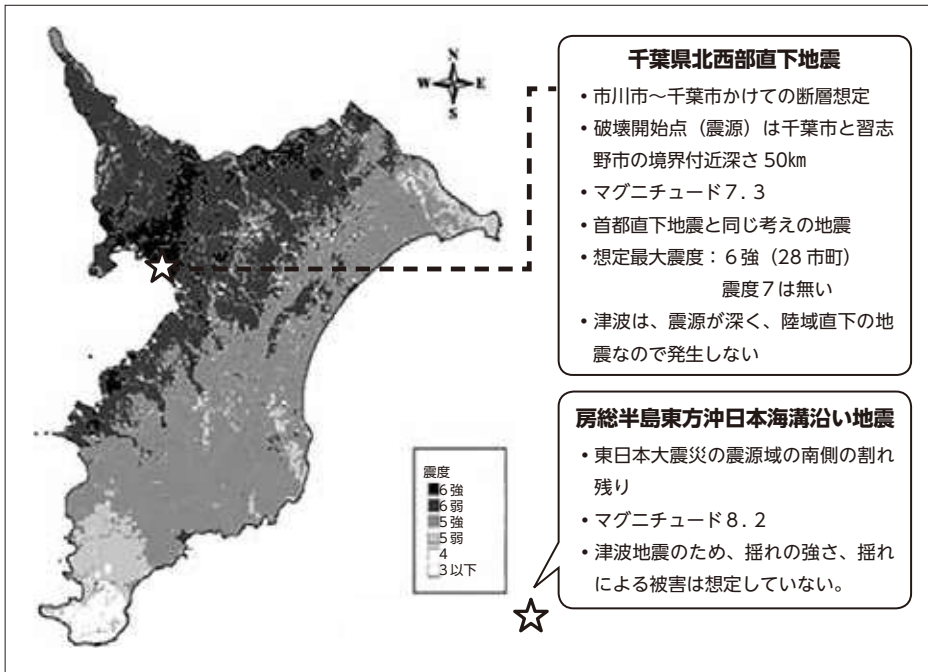 N
W E
S
千葉県北西部直下地震
・市川市～千葉市かけての断層想定
・破壊開始点（震源）は千葉市と習志
野市の境界付近深さ50㎞
・マグニチュード7．3
・首都直下地震と同じ考えの地震
・想定最大震度：6強（28市町）
震度7は無い
・津波は、震源が深く、陸域直下の地
震なので発生しない
房総半島東方沖日本海溝沿い地震
・東日本大震災の震源域の南側の割れ
残り
・マグニチュード8．2
・津波地震のため、揺れの強さ、揺れ
による被害は想定していない。
震度
6強
6弱
5強
5弱
4
3以下